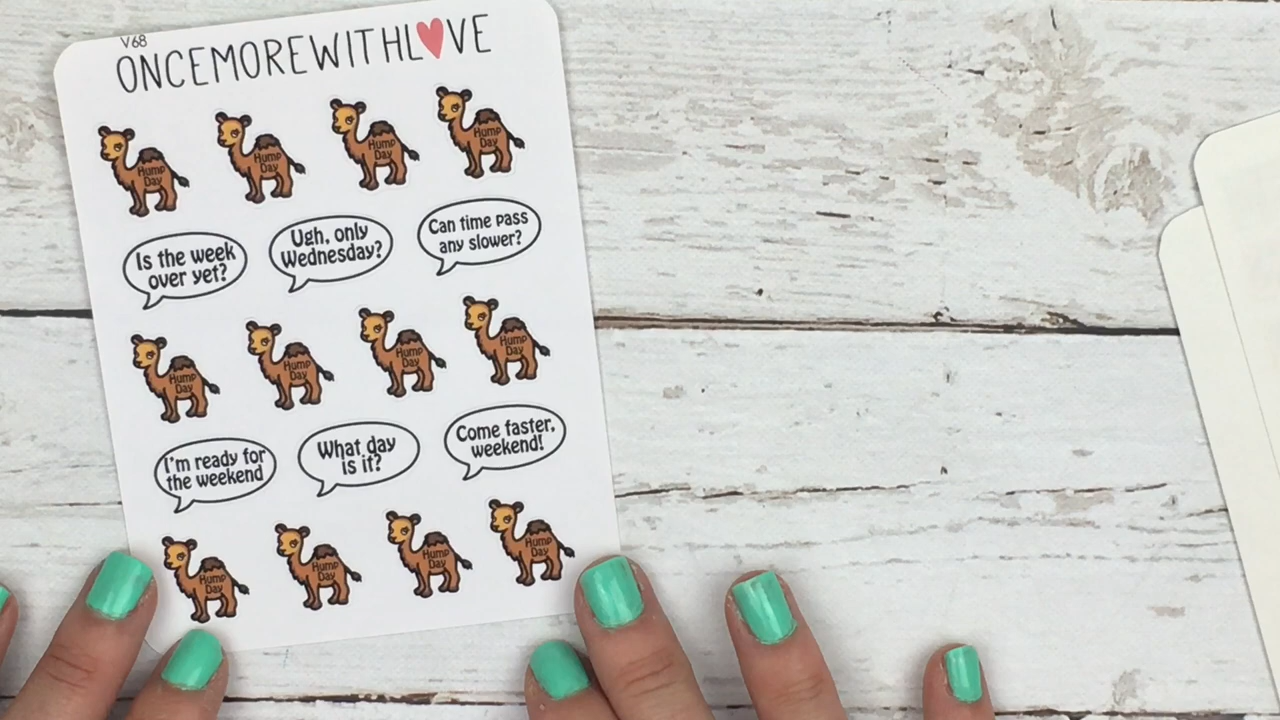 V68
ONCEMOREWITHLOVE
Hump
Day
Hump
Day
Hump
Day
Hump
Day
Is the week
over yet?
Ugh, only
Wednesday?
Can time pass
any slower?
Hump
Day
Hump
Day
Hump
Day
Hump
Day
I'm ready for
the weekend
What day
is it?
Come faster,
weekend!
Hump
Day
Hump
Day
Hump
Day
Hump
Day